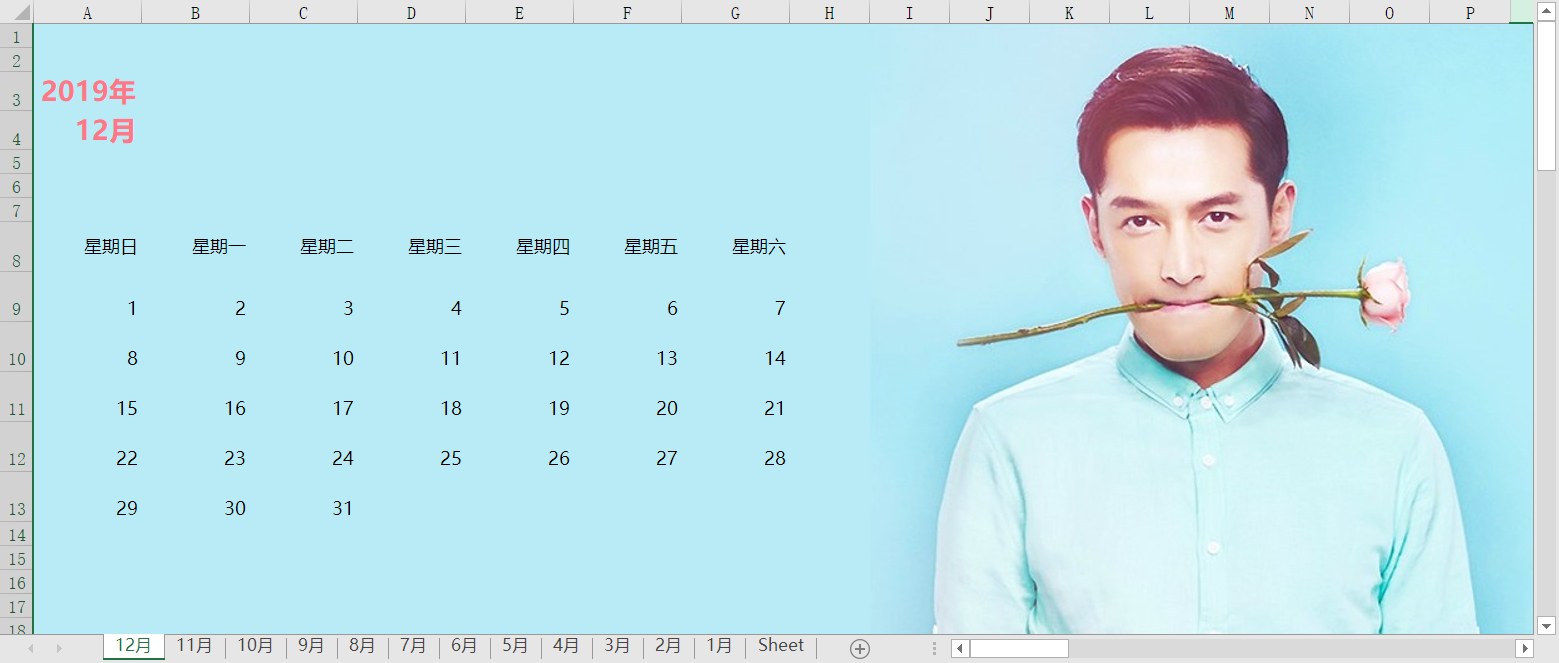 A B C D E F G H I J K L M N O P
1
2
3 2019年
4 12月
5
6
7
8 星期日 星期一 星期二 星期三 星期四 星期五 星期六
9 1 2 3 4 5 6 7
10 8 9 10 11 12 13 14
11 15 16 17 18 19 20 21
12 22 23 24 25 26 27 28
13 29 30 31
14
15
16
17
18
12月 11月 10月 9月 8月 7月 6月 5月 4月 3月 2月 1月 Sheet